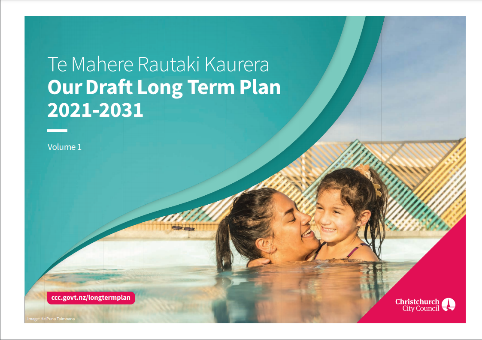 Te Mahere Rautaki Kaurera
Our Draft Long Term Plan
2021-2031
Volume 1
ccc.govt.nz/longtermplan
Christchurch
City Council